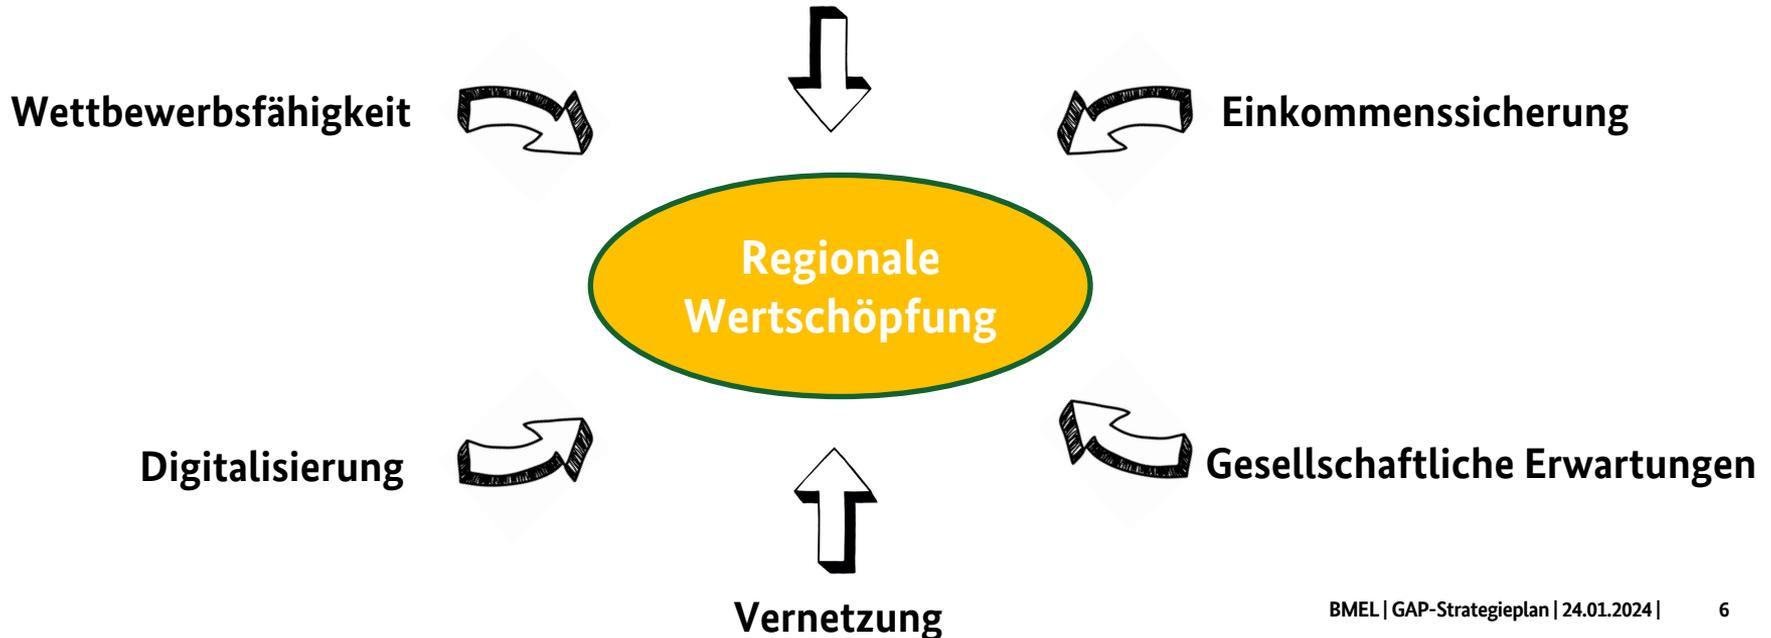 Wettbewerbsfähigkeit
Einkommenssicherung
Regionale
Wertschöpfung
Digitalisierung
Gesellschaftliche Erwartungen
Vernetzung
BMEL | GAP-Strategieplan | 24.01.2024 |
6